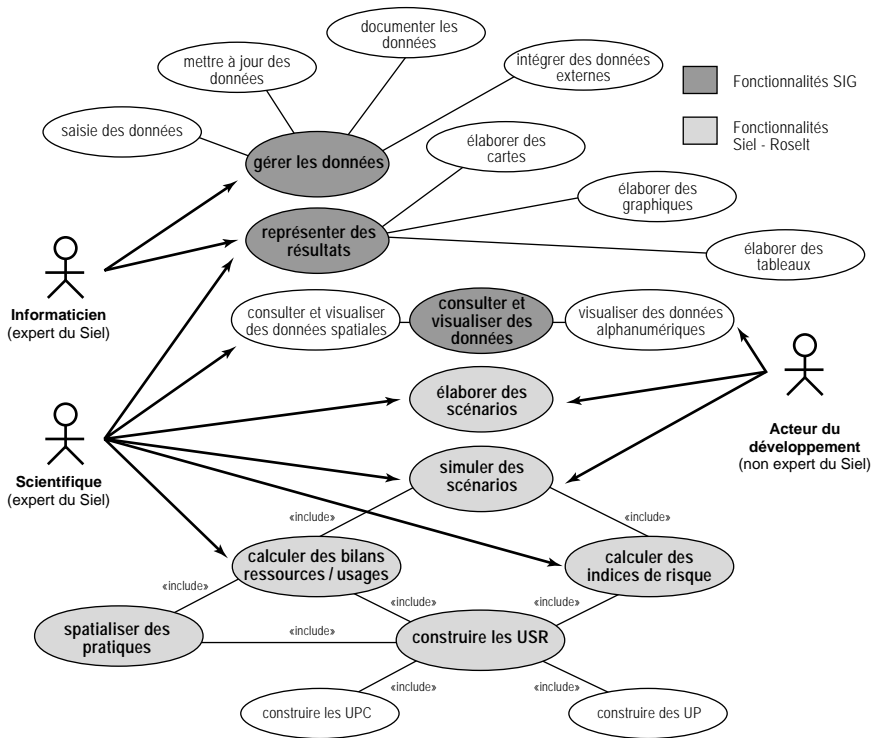 documenter les
données
mettre à jour des
données
intégrer des données
externes
Fonctionnalités SIG
saisie des données
Fonctionnalités
Siel - Roselt
gérer les données
élaborer des
cartes
élaborer des
graphiques
représenter des
résultats
élaborer des
tableaux
Informaticien
(expert du Siel)
consulter et visualiser
des données spatiales
consulter et
visualiser des
données
visualiser des données
alphanumériques
élaborer des
scénarios
Acteur du
développement
(non expert du Siel)
Scientifique
(expert du Siel)
simuler des
scénarios
«include»
«include»
calculer des bilans
ressources / usages
calculer des
indices de risque
«include»
«include»
«include»
spatialiser des
pratiques
«include»
construire les USR
«include»
«include»
construire les UPC
construire des UP